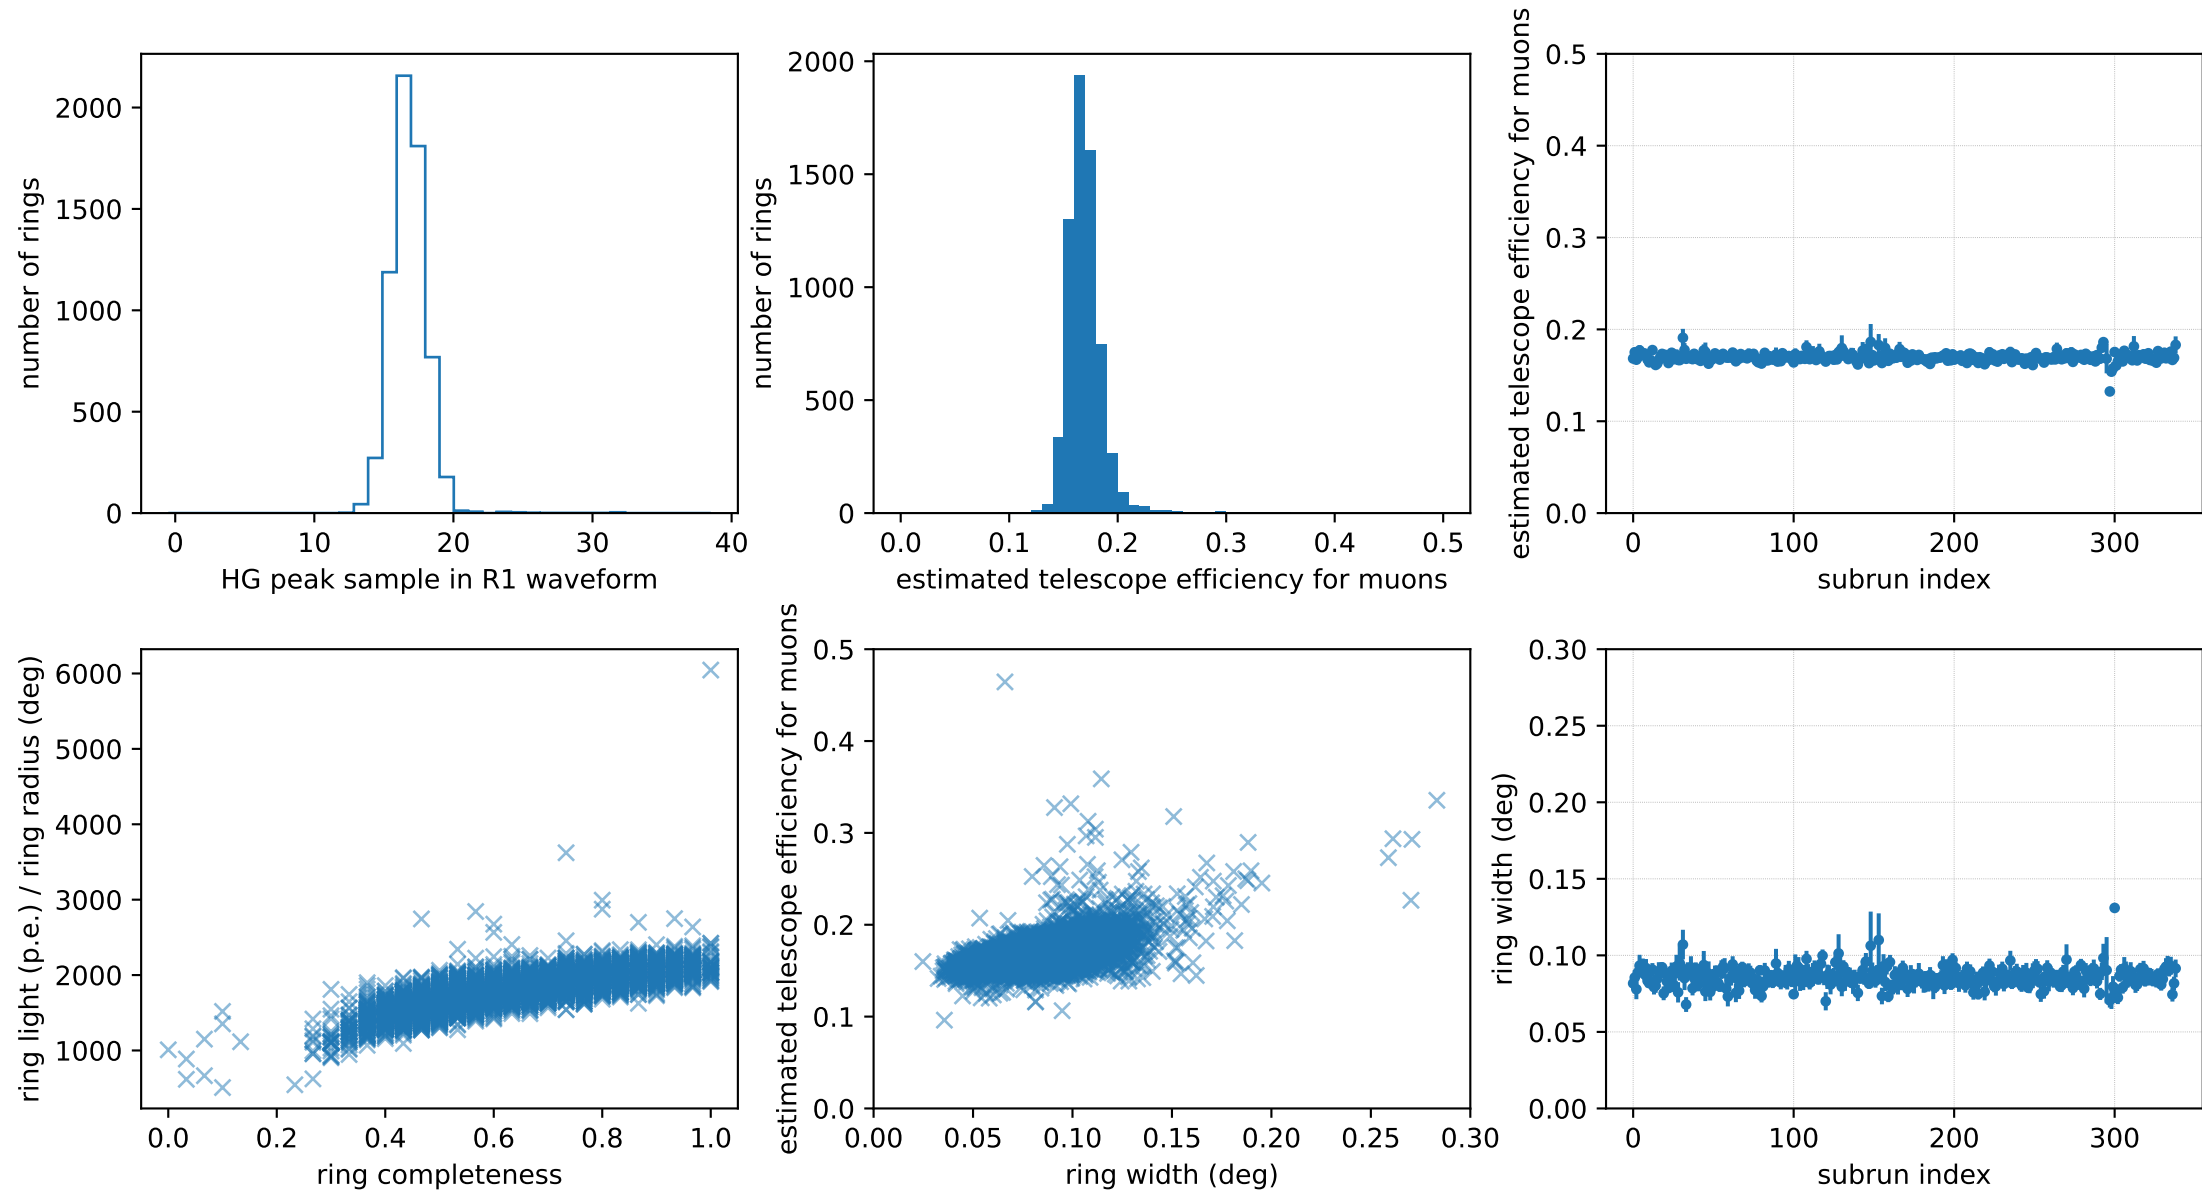 number of rings
2000
1500
1000
500
0
0 10 20 30 40
HG peak sample in R1 waveform
number of rings
2000
1500
1000
500
0
0.0 0.1 0.2 0.3 0.4 0.5
estimated telescope efficiency for muons
estimated telescope efficiency for muons
0.5
0.4
0.3
0.2
0.1
0.0
0 100 200 300
subrun index
ring light (p.e.) / ring radius (deg)
6000
5000
4000
3000
2000
1000
0.0 0.2 0.4 0.6 0.8 1.0
ring completeness
estimated telescope efficiency for muons
0.5
0.4
0.3
0.2
0.1
0.0
0.00 0.05 0.10 0.15 0.20 0.25 0.30
ring width (deg)
ring width (deg)
0.30
0.25
0.20
0.15
0.10
0.05
0.00
0 100 200 300
subrun index